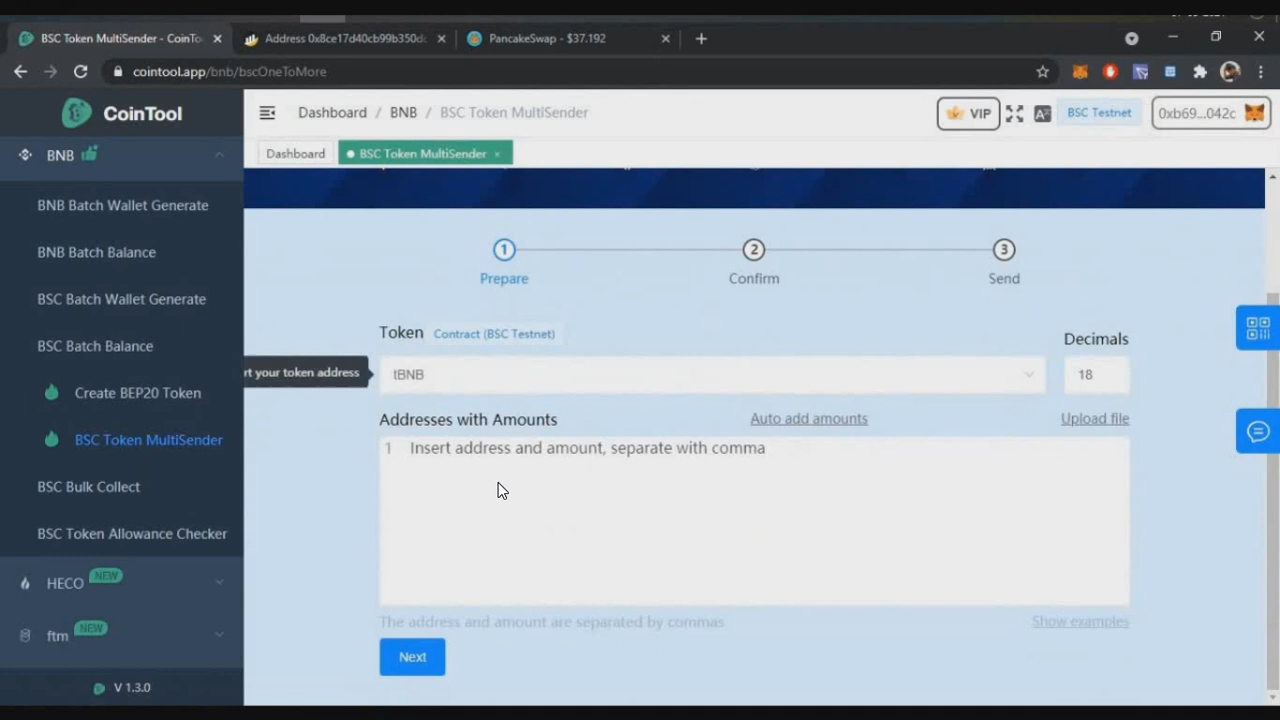 BSC Token MultiSender - CoinTo
Address 0x8ce17d40cb99b350d
PancakeSwap - $37.192
cointool.app/bnb/bscOneToMore
CoinTool
Dashboard / BNB / BSC Token MultiSender
VIP
BSC Testnet
0xb69...042c
BNB
Dashboard
BSC Token MultiSender
BNB Batch Wallet Generate
BNB Batch Balance
BSC Batch Wallet Generate
BSC Batch Balance
Create BEP20 Token
BSC Token MultiSender
BSC Bulk Collect
BSC Token Allowance Checker
HECO NEW
ftm NEW
V 1.3.0
1
2
3
Prepare
Confirm
Send
Token Contract (BSC Testnet)
Decimals
rt your token address
tBNB
18
Addresses with Amounts
Auto add amounts
Upload file
1 Insert address and amount, separate with comma
The address and amount are separated by commas
Show examples
Next